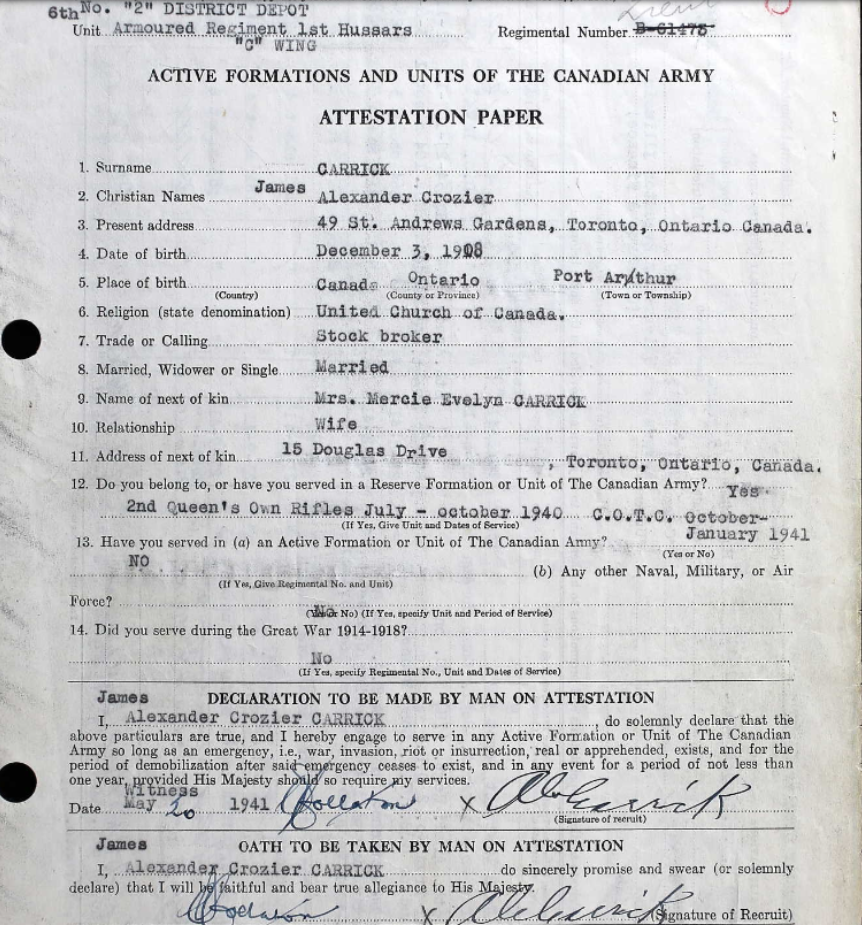 No. "2" DISTRICT DEPOT
6th
Unit Armoured Regiment 1st Hussars Regimental Number B-61475
"C" WING
ACTIVE FORMATIONS AND UNITS OF THE CANADIAN ARMY
ATTESTATION PAPER
1. Surname CARRICK
2. Christian Names James Alexander Crozier
3. Present address 49 St. Andrews Gardens, Toronto, Ontario Canada.
4. Date of birth December 3, 1908
5. Place of birth Canada Ontario Port Arthur
(Country) (County or Province) (Town or Township)
6. Religion (state denomination) United Church of Canada.
7. Trade or Calling Stock broker
8. Married, Widower or Single Married
9. Name of next of kin Mrs. Mercie Evelyn CARRICK
10. Relationship Wife
11. Address of next of kin 15 Douglas Drive , Toronto, Ontario, Canada.
12. Do you belong to, or have you served in a Reserve Formation or Unit of The Canadian Army? Yes
2nd Queen's Own Rifles July - october 1940 C.O.T.C. October-
(If Yes, Give Unit and Dates of Service)
January 1941
13. Have you served in (a) an Active Formation or Unit of The Canadian Army?
(Yes or No)
NO (b) Any other Naval, Military, or Air
(If Yes, Give Regimental No. and Unit)
Force? No
(Yes or No) (If Yes, specify Unit and Period of Service)
14. Did you serve during the Great War 1914-1918?
No
(If Yes, specify Regimental No., Unit and Dates of Service)
James DECLARATION TO BE MADE BY MAN ON ATTESTATION
I, Alexander Crozier CARRICK , do solemnly declare that the
above particulars are true, and I hereby engage to serve in any Active Formation or Unit of The Canadian
Army so long as an emergency, i.e., war, invasion, riot or insurrection, real or apprehended, exists, and for the
period of demobilization after said emergency ceases to exist, and in any event for a period of not less than
one year, provided His Majesty should so require my services.
Witness
Date May 20 1941 X Carrick
(Signature of recruit)
James OATH TO BE TAKEN BY MAN ON ATTESTATION
I, Alexander Crozier CARRICK do sincerely promise and swear (or solemnly
declare) that I will be faithful and bear true allegiance to His Majesty.
X Carrick (Signature of Recruit)